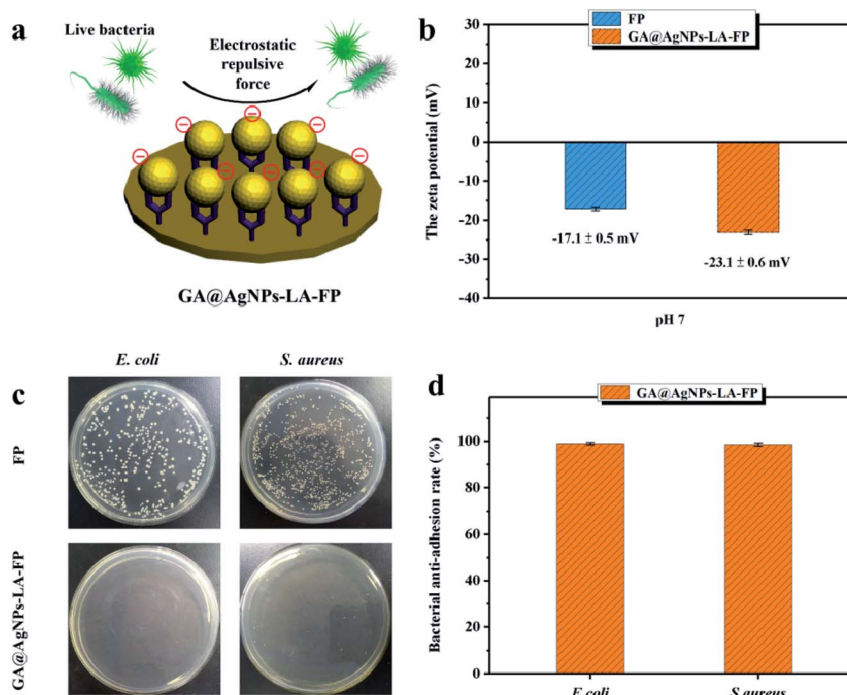 a
Live bacteria
Electrostatic
repulsive
force
GA@AgNPs-LA-FP
b
FP
GA@AgNPs-LA-FP
The zeta potential (mV)
30
20
10
0
-10
-20
-30
-40
-17.1 ± 0.5 mV
-23.1 ± 0.6 mV
pH 7
c
E. coli
S. aureus
FP
GA@AgNPs-LA-FP
d
GA@AgNPs-LA-FP
Bacterial anti-adhesion rate (%)
100
80
60
40
20
0
E.coli
S.aureus